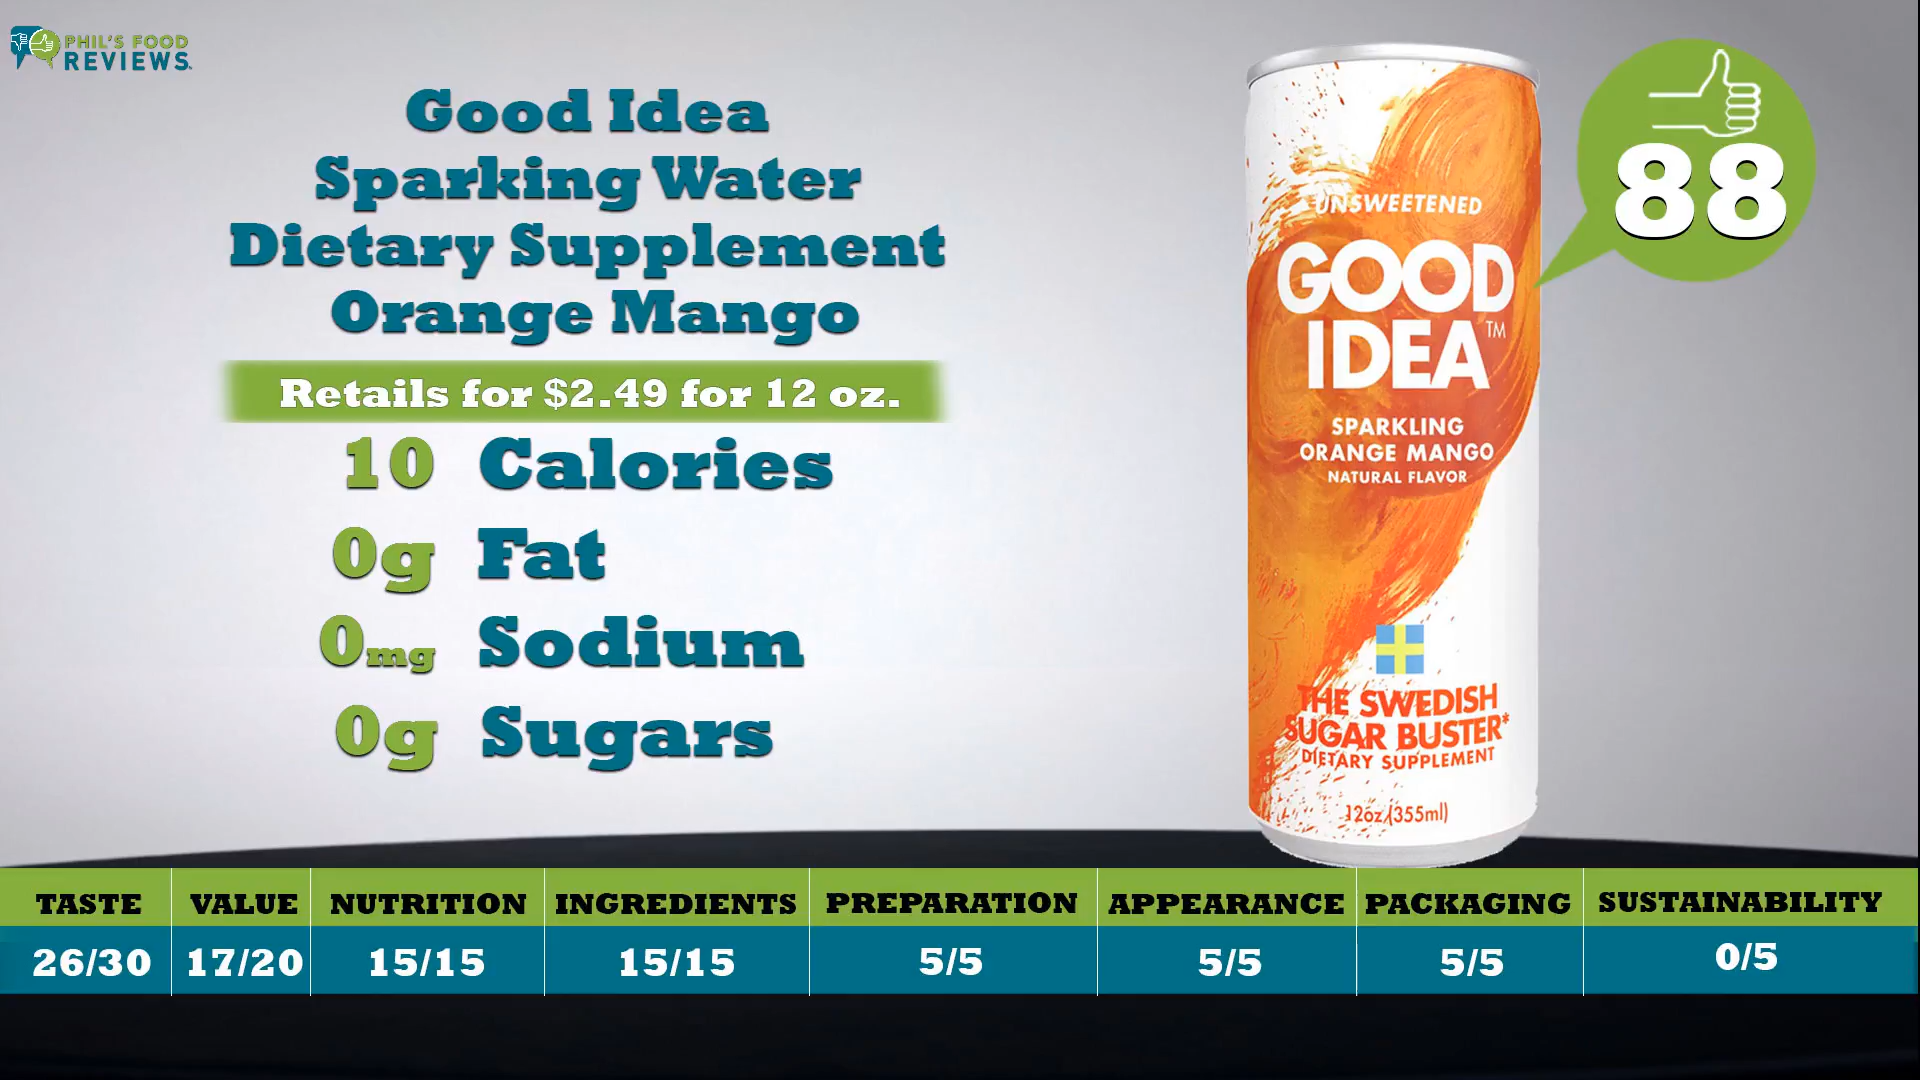 PHIL'S FOOD
REVIEWS
Good Idea
Sparking Water
Dietary Supplement
Orange Mango
Retails for $2.49 for 12 oz.
10 Calories
0g Fat
0mg Sodium
0g Sugars
UNSWEETENED
GOOD
IDEA™
SPARKLING
ORANGE MANGO
NATURAL FLAVOR
THE SWEDISH
SUGAR BUSTER*
DIETARY SUPPLEMENT
12oz.(355ml)
88
TASTE VALUE NUTRITION INGREDIENTS PREPARATION APPEARANCE PACKAGING SUSTAINABILITY
26/30 17/20 15/15 15/15 5/5 5/5 5/5 0/5